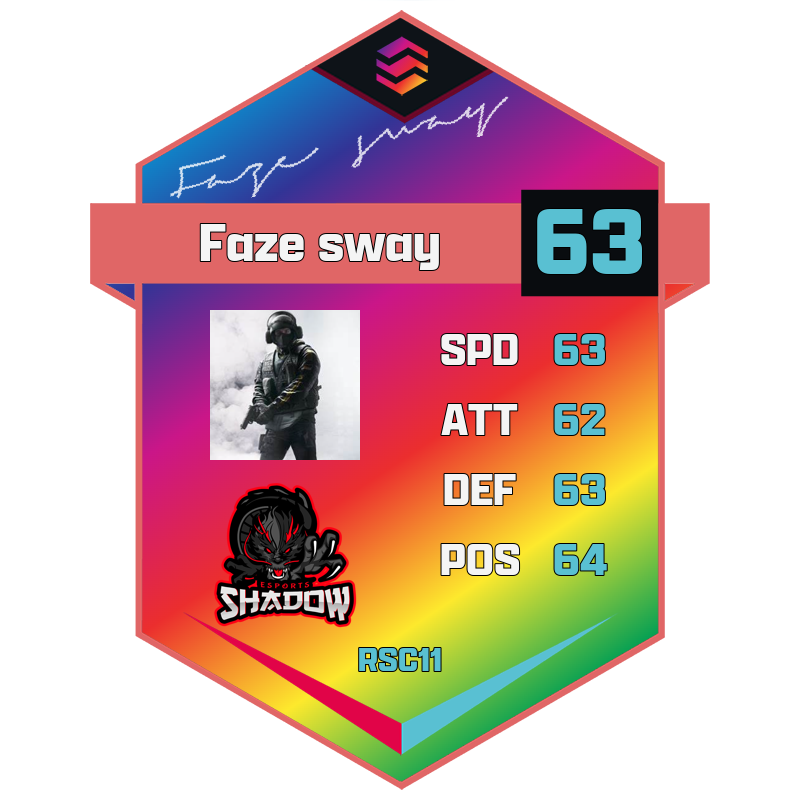 Faze sway
Faze sway 63
SPD 63
ATT 62
DEF 63
POS 64
ESPORTS
SHADOW
RSC11